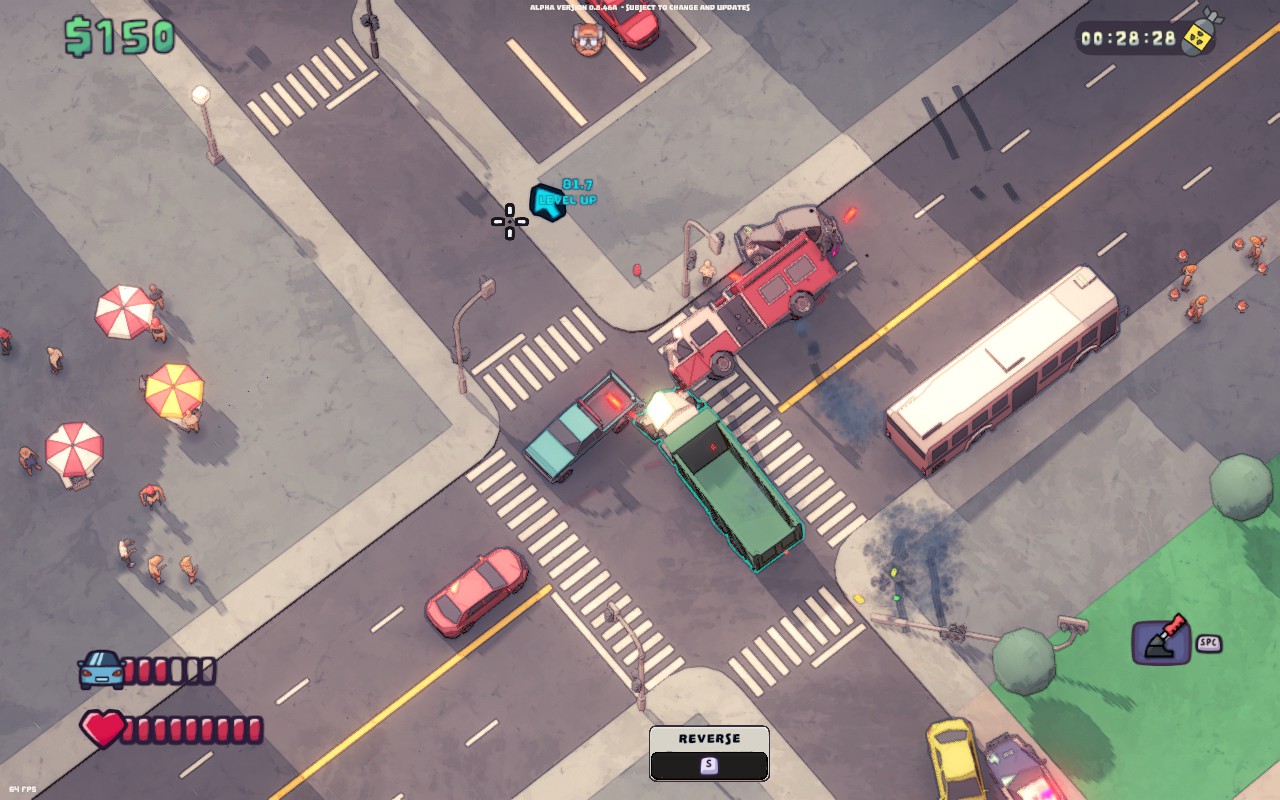 ALPHA VERSION 0.8.46A - SUBJECT TO CHANGE AND UPDATES
$150
00:28:28
81.7
LEVEL UP
SPC
REVERSE
S
64 FPS